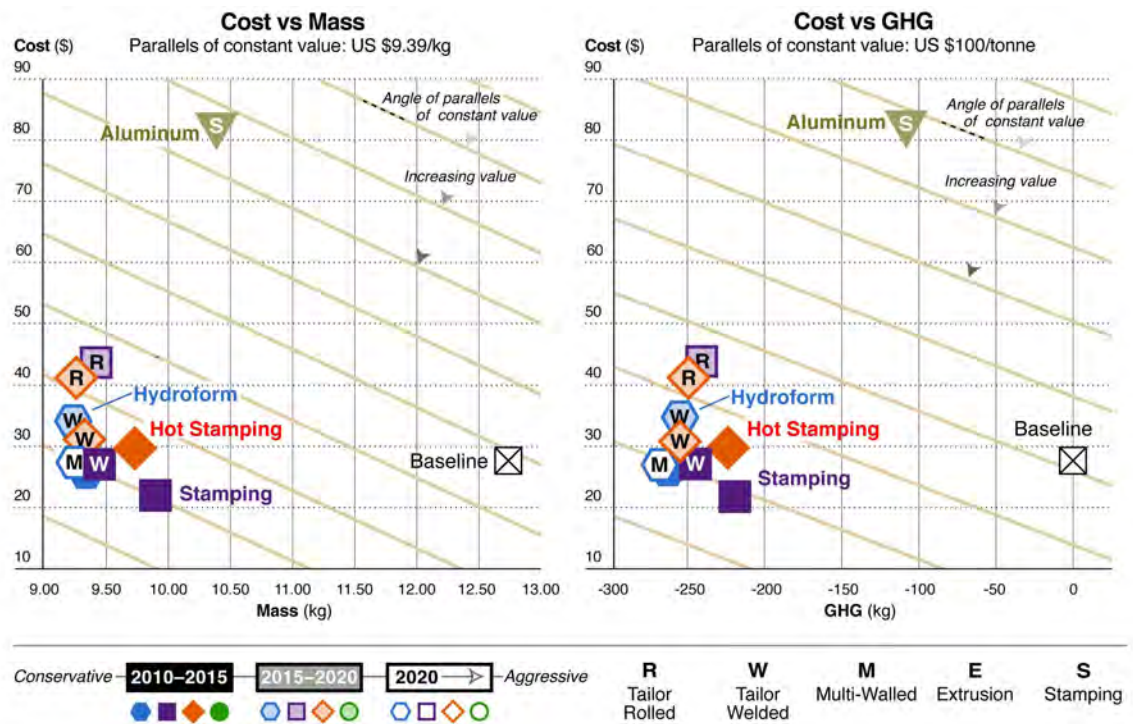 Cost vs Mass
Cost ($)
Parallels of constant value: US $9.39/kg
90
80
70
60
50
40
30
20
10
Angle of parallels
of constant value
Increasing value
Aluminum
S
R
R
Hydroform
W
W
Hot Stamping
M
W
Baseline
Stamping
9.00
9.50
10.00
10.50
11.00
11.50
12.00
12.50
13.00
Mass (kg)
Cost vs GHG
Cost ($)
Parallels of constant value: US $100/tonne
90
80
70
60
50
40
30
20
10
Angle of parallels
of constant value
Increasing value
Aluminum
S
R
R
Hydroform
W
W
Hot Stamping
M
W
Baseline
Stamping
-300
-250
-200
-150
-100
-50
0
GHG (kg)
Conservative
2010–2015
2015–2020
2020
Aggressive
R
Tailor
Rolled
W
Tailor
Welded
M
Multi-Walled
E
Extrusion
S
Stamping